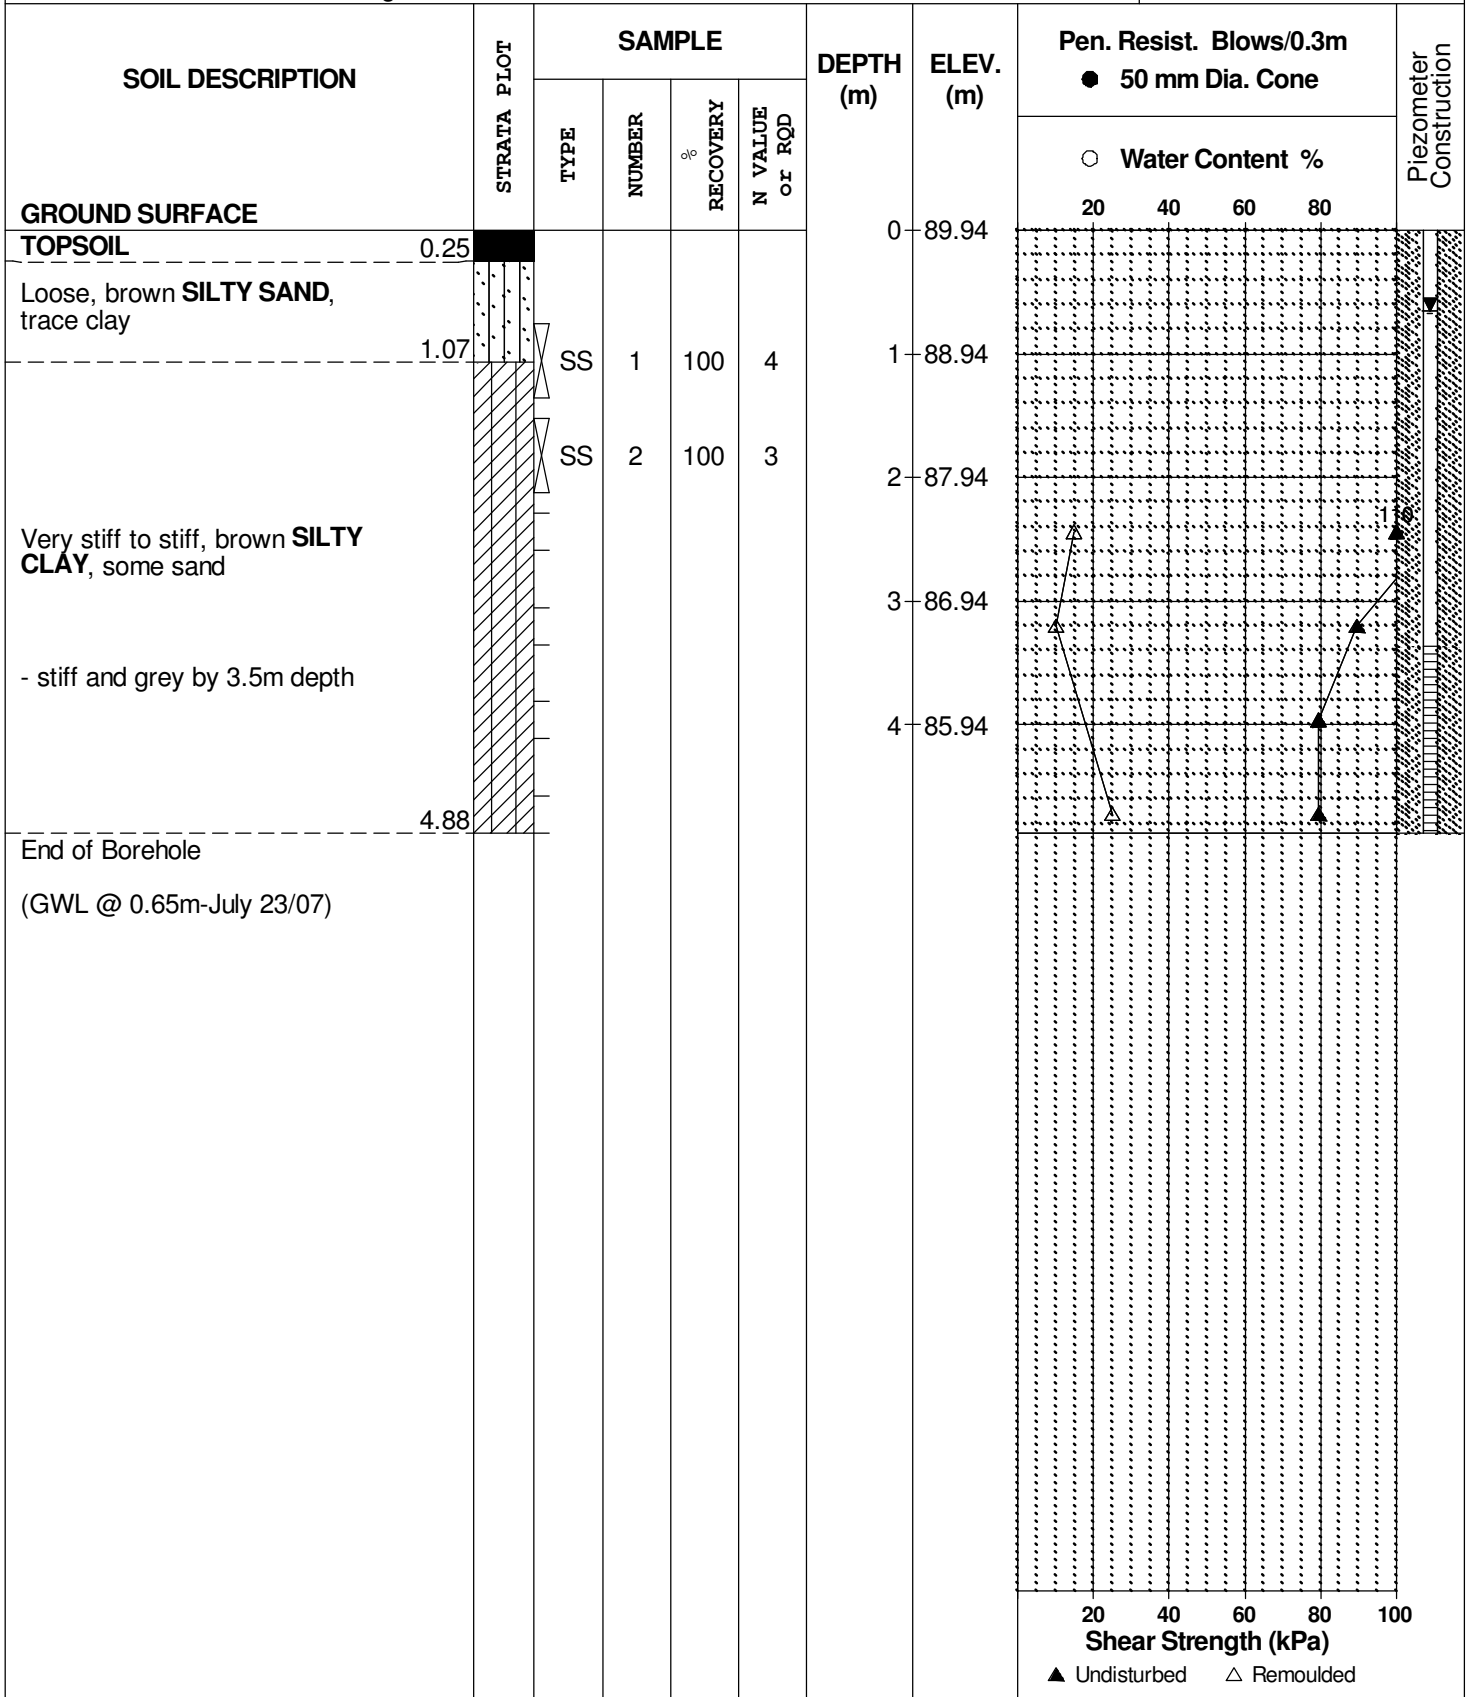 SOIL DESCRIPTION
GROUND SURFACE
STRATA PLOT
SAMPLE
TYPE
NUMBER
% RECOVERY
N VALUE or RQD
DEPTH
(m)
ELEV.
(m)
Pen. Resist. Blows/0.3m
● 50 mm Dia. Cone
○ Water Content %
20 40 60 80
Piezometer
Construction
TOPSOIL 0.25
Loose, brown SILTY SAND,
trace clay
1.07
SS 1 100 4
SS 2 100 3
Very stiff to stiff, brown SILTY
CLAY, some sand
- stiff and grey by 3.5m depth
4.88
End of Borehole
(GWL @ 0.65m-July 23/07)
0 89.94
1 88.94
2 87.94
3 86.94
4 85.94
20 40 60 80 100
Shear Strength (kPa)
▲ Undisturbed △ Remoulded